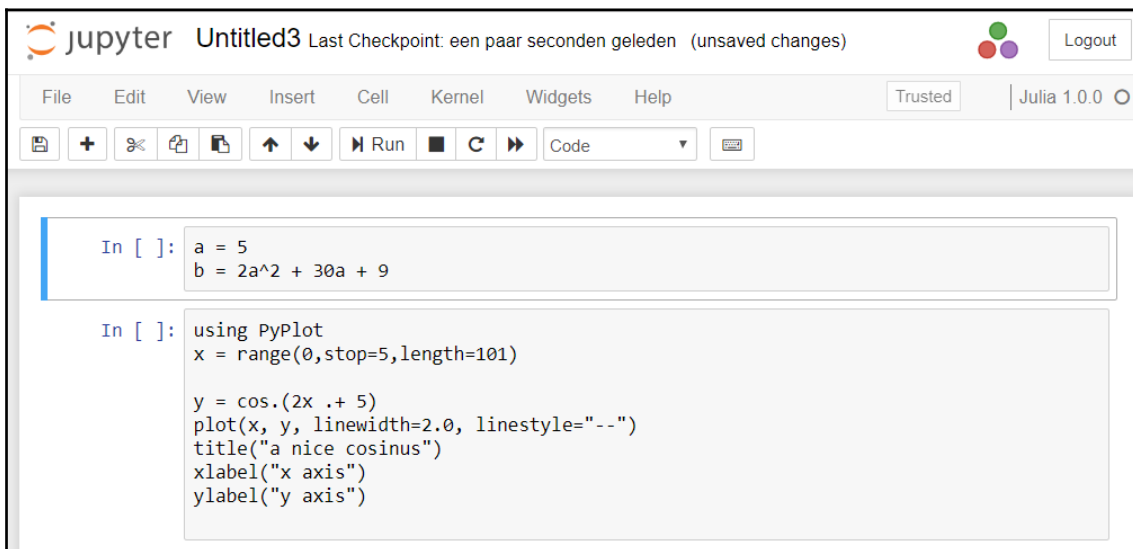 jupyter Untitled3 Last Checkpoint: een paar seconden geleden (unsaved changes) Logout
File Edit View Insert Cell Kernel Widgets Help Trusted Julia 1.0.0
Run Code
In [ ]: a = 5
b = 2a^2 + 30a + 9
In [ ]: using PyPlot
x = range(0,stop=5,length=101)
y = cos.(2x .+ 5)
plot(x, y, linewidth=2.0, linestyle="--")
title("a nice cosinus")
xlabel("x axis")
ylabel("y axis")